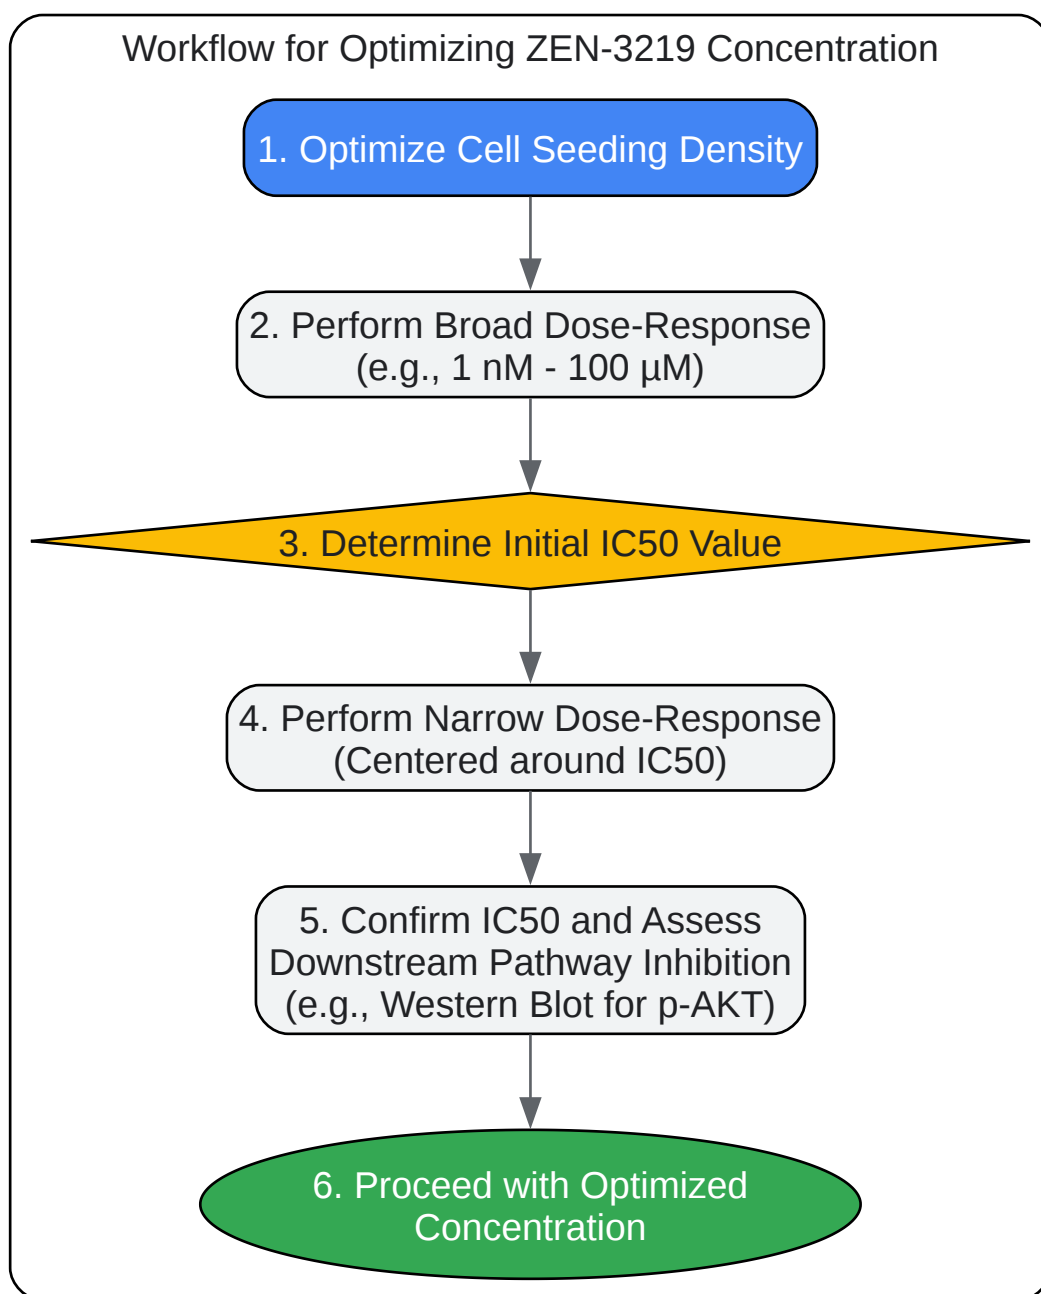 Workflow for Optimizing ZEN-3219 Concentration
1. Optimize Cell Seeding Density
2. Perform Broad Dose-Response
(e.g., 1 nM - 100 µM)
3. Determine Initial IC50 Value
4. Perform Narrow Dose-Response
(Centered around IC50)
5. Confirm IC50 and Assess
Downstream Pathway Inhibition
(e.g., Western Blot for p-AKT)
6. Proceed with Optimized
Concentration